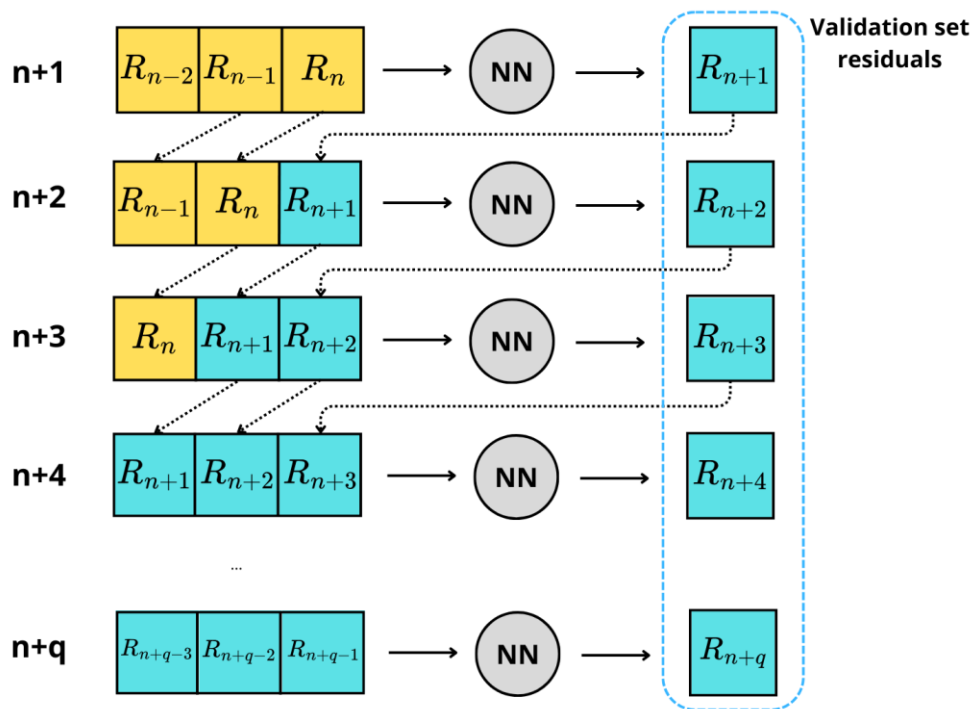 Validation set
residuals
n+1 R_{n-2} R_{n-1} R_n NN R_{n+1}
n+2 R_{n-1} R_n R_{n+1} NN R_{n+2}
n+3 R_n R_{n+1} R_{n+2} NN R_{n+3}
n+4 R_{n+1} R_{n+2} R_{n+3} NN R_{n+4}
...
n+q R_{n+q-3} R_{n+q-2} R_{n+q-1} NN R_{n+q}